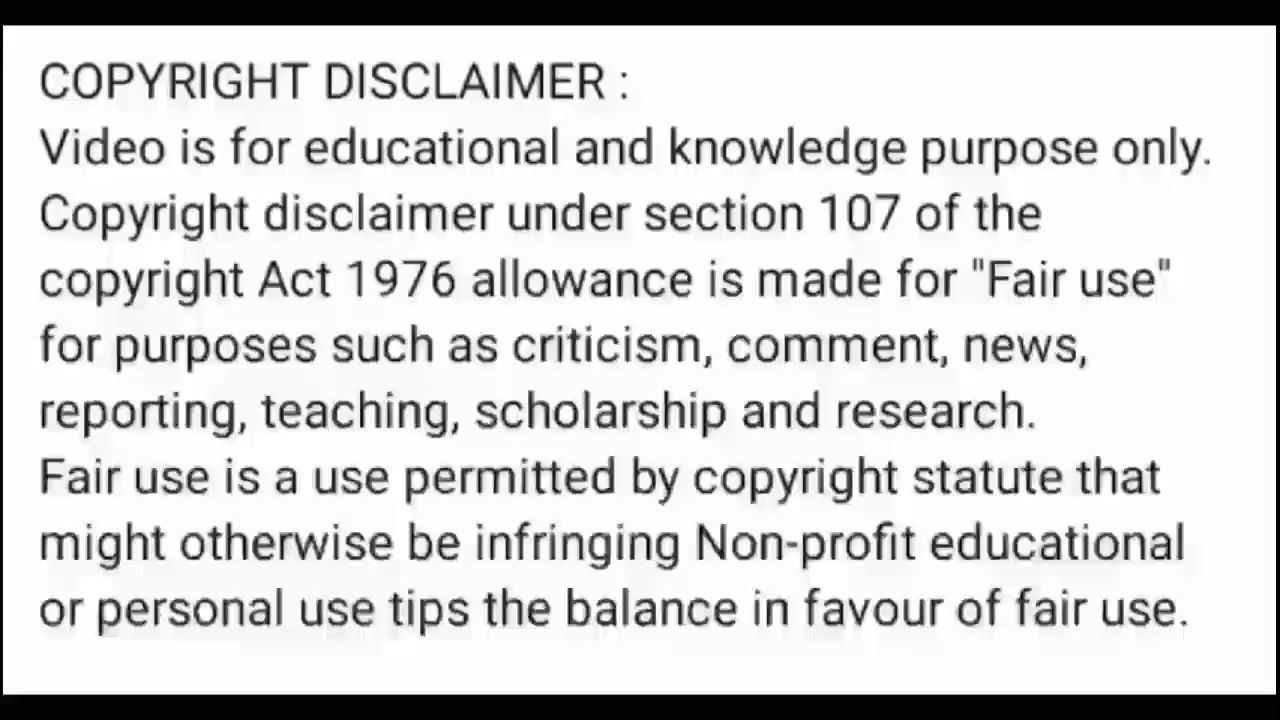 COPYRIGHT DISCLAIMER :
Video is for educational and knowledge purpose only.
Copyright disclaimer under section 107 of the
copyright Act 1976 allowance is made for "Fair use"
for purposes such as criticism, comment, news,
reporting, teaching, scholarship and research.
Fair use is a use permitted by copyright statute that
might otherwise be infringing Non-profit educational
or personal use tips the balance in favour of fair use.